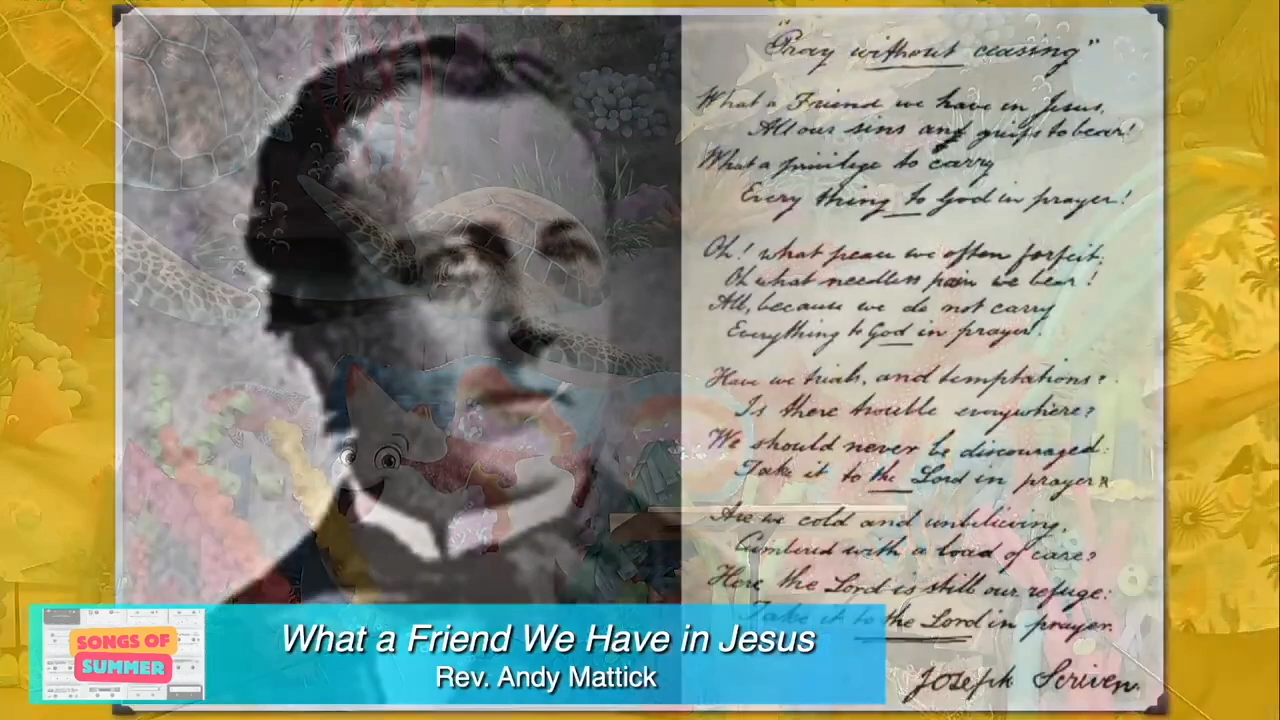 "Pray without ceasing"
What a Friend we have in Jesus,
All our sins and griefs to bear!
What a privilege to carry
Every thing to God in prayer!
Oh! what peace we often forfeit,
Oh what needless pain we bear!
All, because we do not carry
Everything to God in prayer.
Have we trials, and temptations?
Is there trouble everywhere?
We should never be discouraged:
Take it to the Lord in prayer.
Are we cold and unbelieving,
Cumbered with a load of care?
Here the Lord is still our refuge:
Take it to the Lord in prayer.
Joseph Scriven.
SONGS OF
SUMMER
What a Friend We Have in Jesus
Rev. Andy Mattick